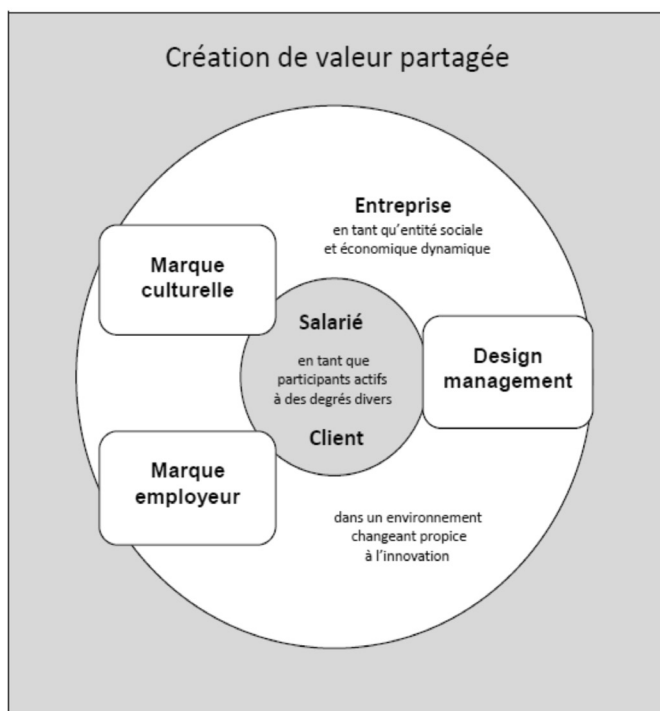 Création de valeur partagée
Entreprise
en tant qu'entité sociale
et économique dynamique
Marque
culturelle
Salarié
en tant que
participants actifs
à des degrés divers
Client
Design
management
Marque
employeur
dans un environnement
changeant propice
à l'innovation